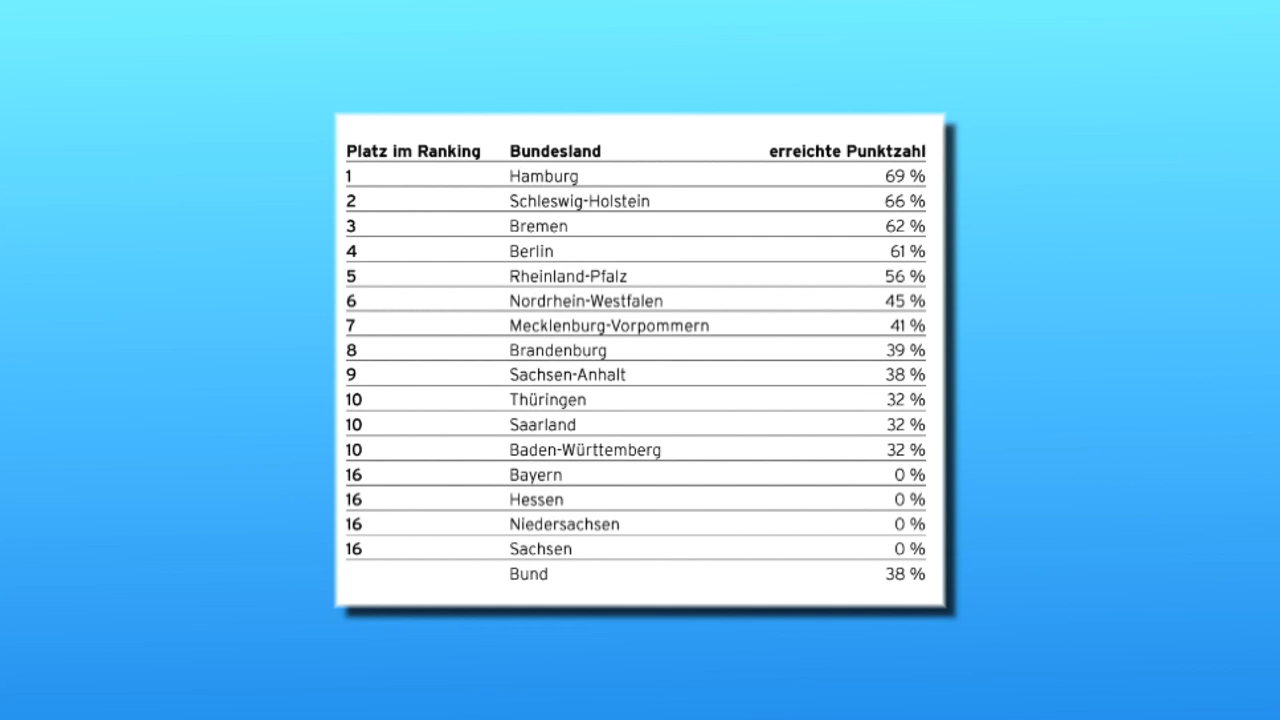 Platz im Ranking Bundesland erreichte Punktzahl
1 Hamburg 69 %
2 Schleswig-Holstein 66 %
3 Bremen 62 %
4 Berlin 61 %
5 Rheinland-Pfalz 56 %
6 Nordrhein-Westfalen 45 %
7 Mecklenburg-Vorpommern 41 %
8 Brandenburg 39 %
9 Sachsen-Anhalt 38 %
10 Thüringen 32 %
10 Saarland 32 %
10 Baden-Württemberg 32 %
16 Bayern 0 %
16 Hessen 0 %
16 Niedersachsen 0 %
16 Sachsen 0 %
Bund 38 %